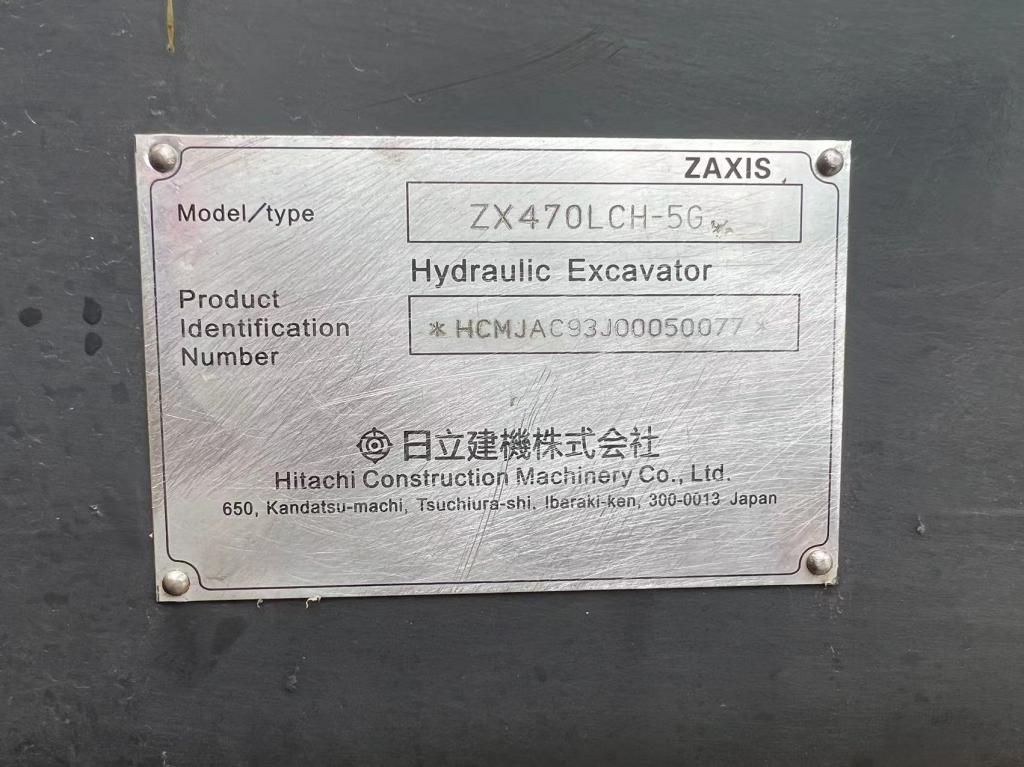 ZAXIS
Model/type
ZX470LCH-5G
Hydraulic Excavator
Product
Identification
Number
*HCMJAC93J00050077*
日立建機株式会社
Hitachi Construction Machinery Co., Ltd.
650, Kandatsu-machi, Tsuchiura-shi, Ibaraki-ken, 300-0013 Japan